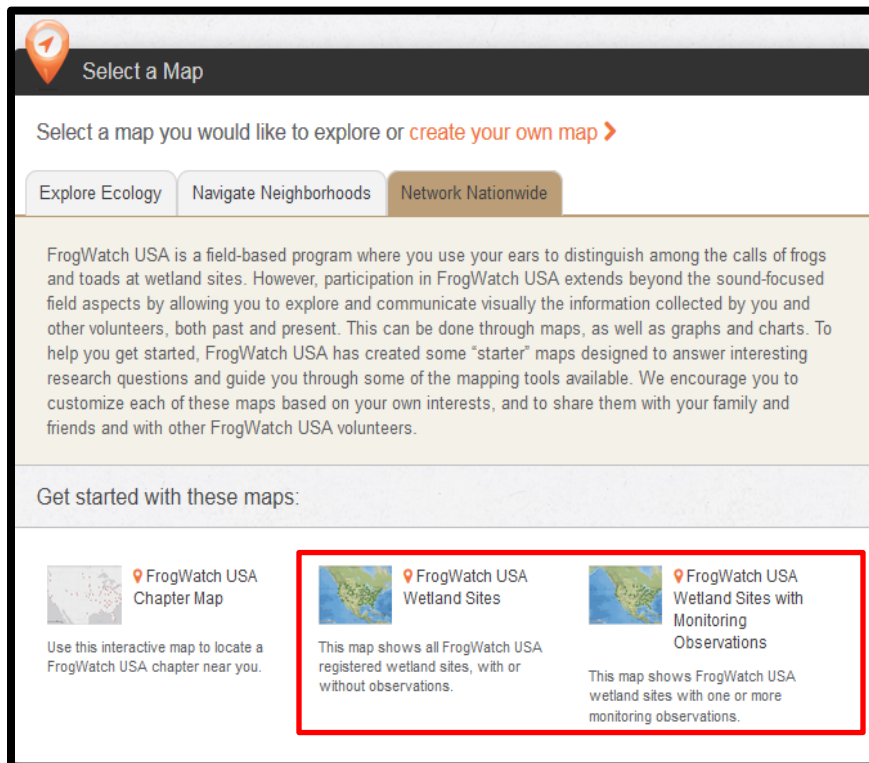 Select a Map
Select a map you would like to explore or create your own map
Explore Ecology
Navigate Neighborhoods
Network Nationwide
FrogWatch USA is a field-based program where you use your ears to distinguish among the calls of frogs
and toads at wetland sites. However, participation in FrogWatch USA extends beyond the sound-focused
field aspects by allowing you to explore and communicate visually the information collected by you and
other volunteers, both past and present. This can be done through maps, as well as graphs and charts. To
help you get started, FrogWatch USA has created some “starter” maps designed to answer interesting
research questions and guide you through some of the mapping tools available. We encourage you to
customize each of these maps based on your own interests, and to share them with your family and
friends and with other FrogWatch USA volunteers.
Get started with these maps:
FrogWatch USA
Chapter Map
Use this interactive map to locate a
FrogWatch USA chapter near you.
FrogWatch USA
Wetland Sites
This map shows all FrogWatch USA
registered wetland sites, with or
without observations.
FrogWatch USA
Wetland Sites with
Monitoring
Observations
This map shows FrogWatch USA
wetland sites with one or more
monitoring observations.